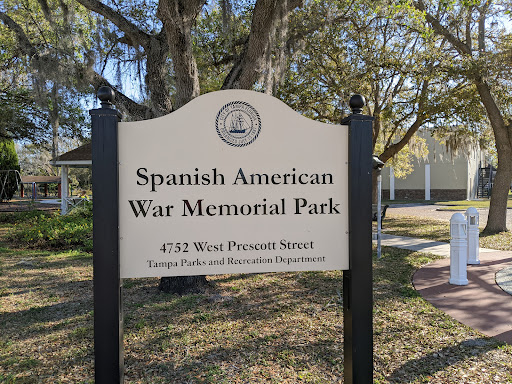 Spanish American
War Memorial Park
4752 West Prescott Street
Tampa Parks and Recreation Department